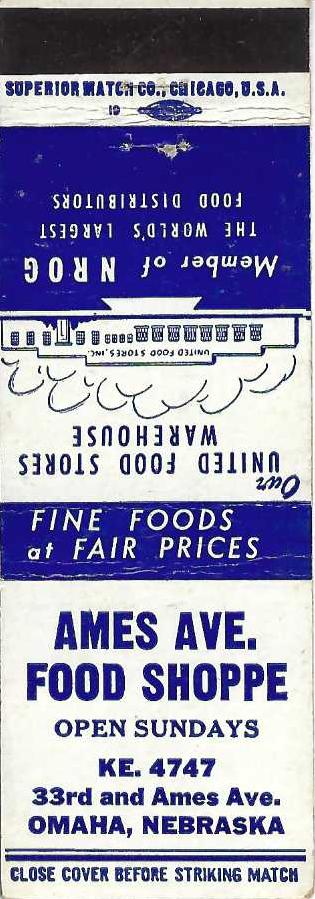 SUPERIOR MATCH CO., CHICAGO, U.S.A.
Our
UNITED FOOD STORES
WAREHOUSE
UNITED FOOD STORES, INC.
Member of NROG
THE WORLD'S LARGEST
FOOD DISTRIBUTORS
FINE FOODS
at FAIR PRICES
AMES AVE.
FOOD SHOPPE
OPEN SUNDAYS
KE. 4747
33rd and Ames Ave.
OMAHA, NEBRASKA
CLOSE COVER BEFORE STRIKING MATCH